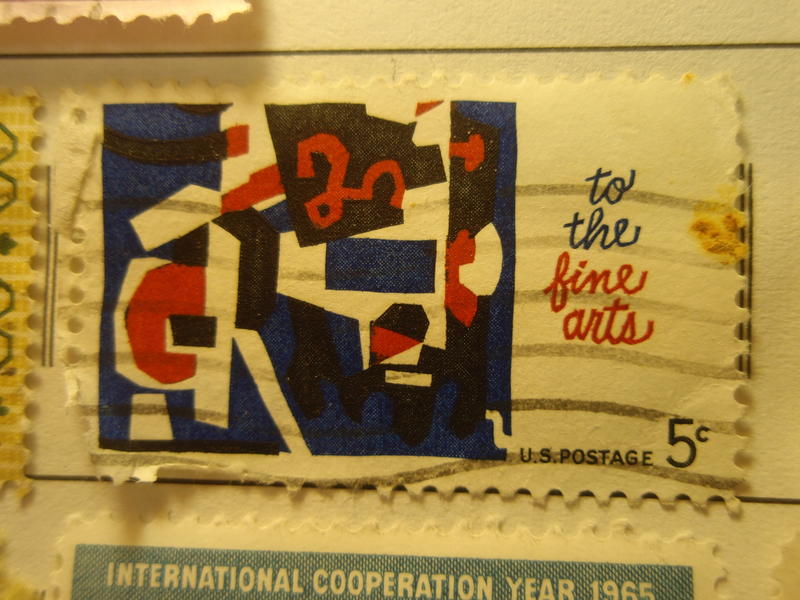 to
the
fine
arts
U.S.POSTAGE 5c
INTERNATIONAL COOPERATION YEAR 1965